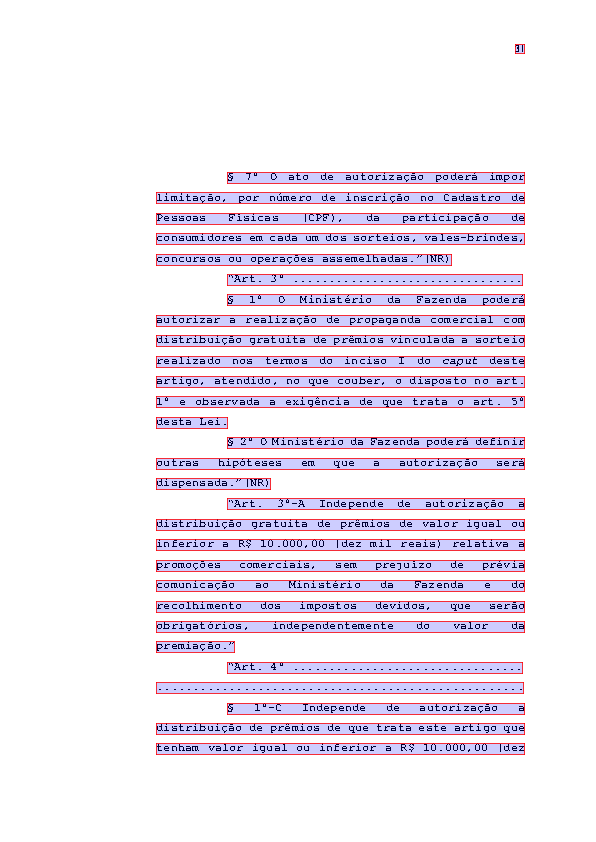 31
§ 7º O ato de autorização poderá impor
limitação, por número de inscrição no Cadastro de
Pessoas Físicas (CPF), da participação de
consumidores em cada um dos sorteios, vales-brindes,
concursos ou operações assemelhadas.”(NR)
“Art. 3º ................................
§ 1º O Ministério da Fazenda poderá
autorizar a realização de propaganda comercial com
distribuição gratuita de prêmios vinculada a sorteio
realizado nos termos do inciso I do caput deste
artigo, atendido, no que couber, o disposto no art.
1º e observada a exigência de que trata o art. 5º
desta Lei.
§ 2º O Ministério da Fazenda poderá definir
outras hipóteses em que a autorização será
dispensada.”(NR)
“Art. 3º-A Independe de autorização a
distribuição gratuita de prêmios de valor igual ou
inferior a R$ 10.000,00 (dez mil reais) relativa a
promoções comerciais, sem prejuízo de prévia
comunicação ao Ministério da Fazenda e do
recolhimento dos impostos devidos, que serão
obrigatórios, independentemente do valor da
premiação.”
“Art. 4º ................................
...................................................
§ 1º-C Independe de autorização a
distribuição de prêmios de que trata este artigo que
tenham valor igual ou inferior a R$ 10.000,00 (dez